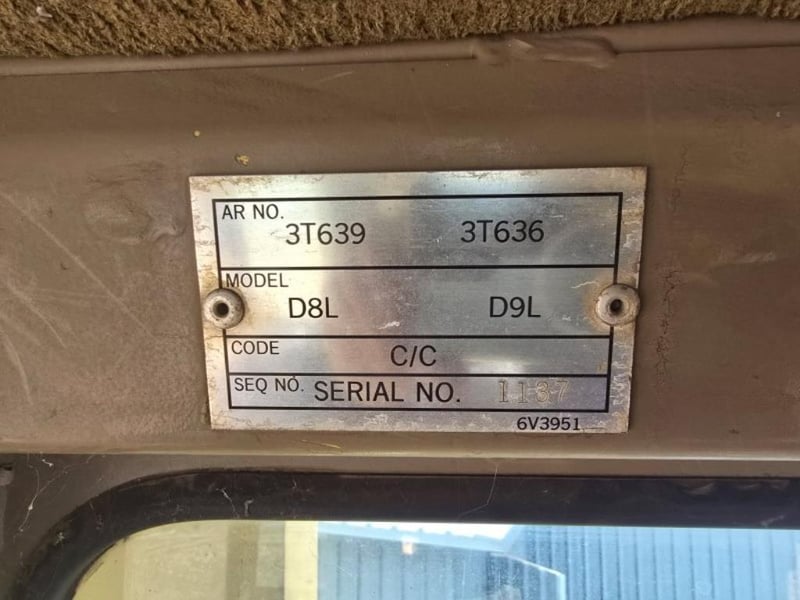 AR NO.
3T639 3T636
MODEL
D8L D9L
CODE C/C
SEQ NO. SERIAL NO. 1137
6V3951